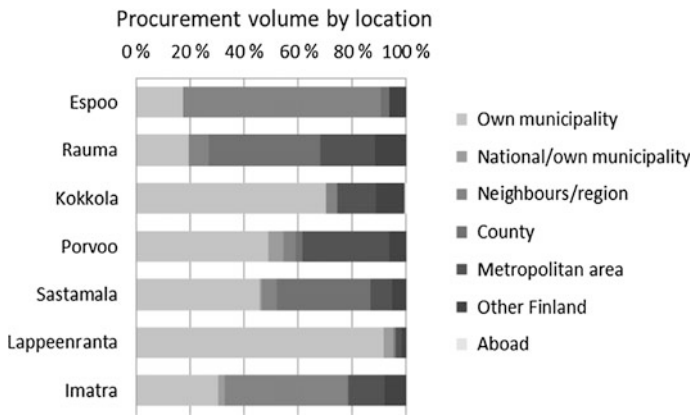 Procurement volume by location
0 % 20 % 40 % 60 % 80 % 100 %
Espoo
Rauma
Kokkola
Porvoo
Sastamala
Lappeenranta
Imatra
Own municipality
National/own municipality
Neighbours/region
County
Metropolitan area
Other Finland
Aboad